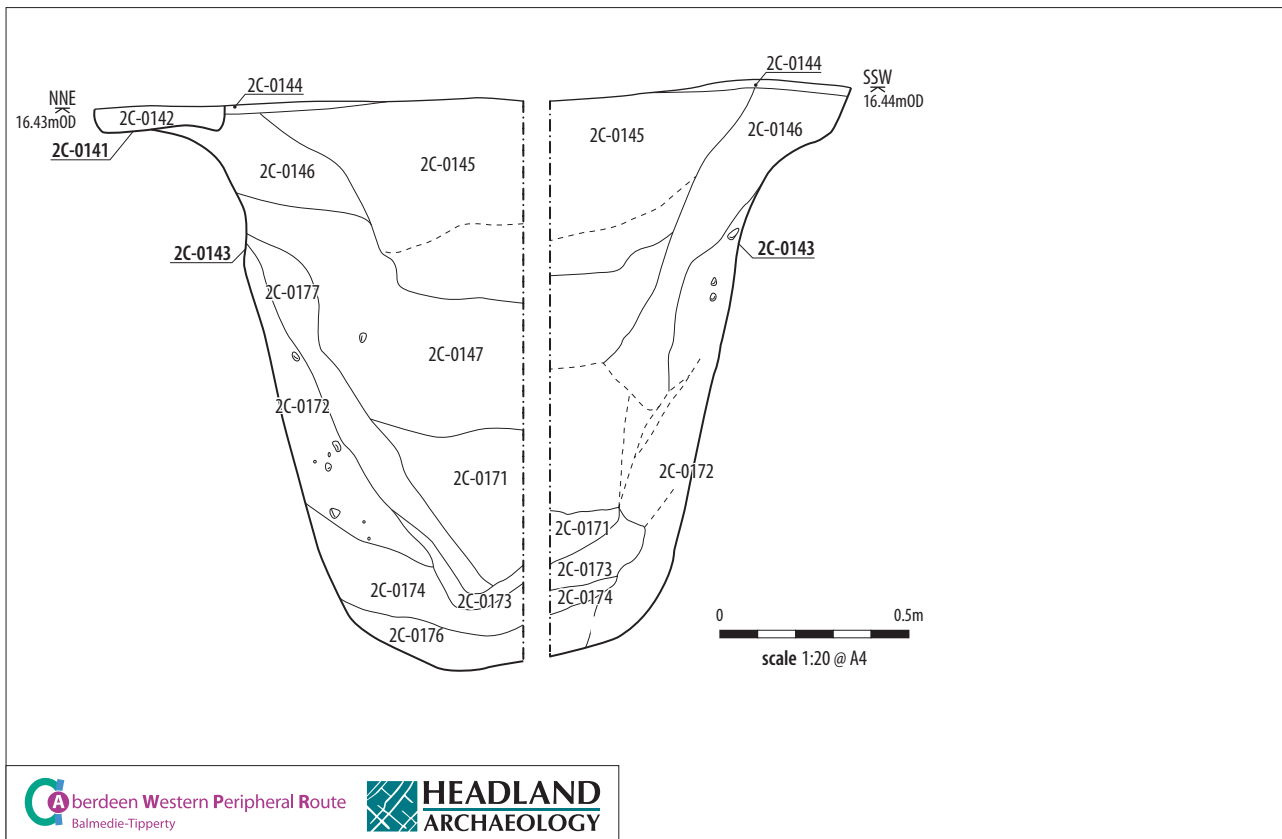 2C-0144
2C-0144
NNE
SSW
16.43mOD
16.44mOD
2C-0142
2C-0141
2C-0146
2C-0145
2C-0145
2C-0146
2C-0143
2C-0143
2C-0177
2C-0147
2C-0172
2C-0171
2C-0172
2C-0171
2C-0173
2C-0174
2C-0173
2C-0174
2C-0176
0 0.5m
scale 1:20 @ A4
Aberdeen Western Peripheral Route
Balmedie-Tipperty
HEADLAND
ARCHAEOLOGY